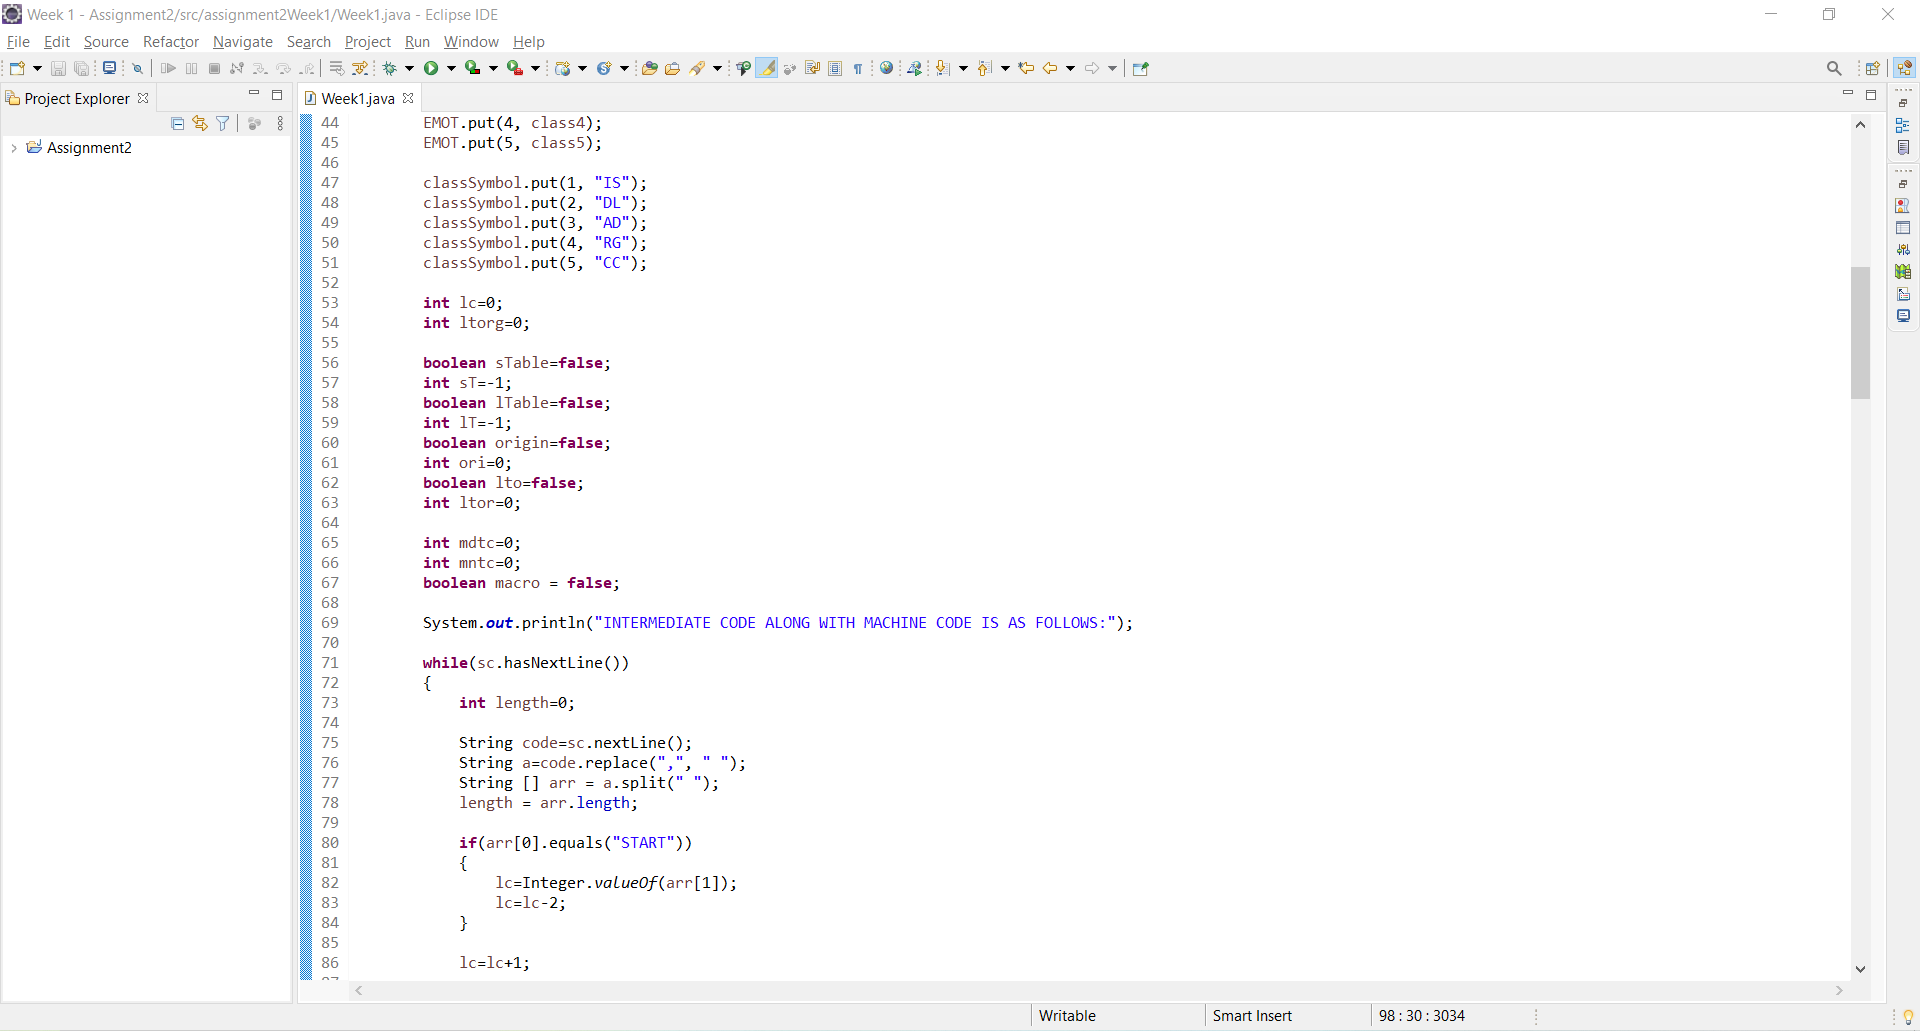 Week 1 - Assignment2/src/assignment2Week1/Week1.java - Eclipse IDE
File Edit Source Refactor Navigate Search Project Run Window Help
Project Explorer
Week1.java
Assignment2
44 EMOT.put(4, class4);
45 EMOT.put(5, class5);
46
47 classSymbol.put(1, "IS");
48 classSymbol.put(2, "DL");
49 classSymbol.put(3, "AD");
50 classSymbol.put(4, "RG");
51 classSymbol.put(5, "CC");
52
53 int lc=0;
54 int ltorg=0;
55
56 boolean sTable=false;
57 int sT=-1;
58 boolean lTable=false;
59 int lT=-1;
60 boolean origin=false;
61 int ori=0;
62 boolean lto=false;
63 int ltor=0;
64
65 int mdtc=0;
66 int mntc=0;
67 boolean macro = false;
68
69 System.out.println("INTERMEDIATE CODE ALONG WITH MACHINE CODE IS AS FOLLOWS:");
70
71 while(sc.hasNextLine())
72 {
73 int length=0;
74
75 String code=sc.nextLine();
76 String a=code.replace(",", " ");
77 String [] arr = a.split(" ");
78 length = arr.length;
79
80 if(arr[0].equals("START"))
81 {
82 lc=Integer.valueOf(arr[1]);
83 lc=lc-2;
84 }
85
86 lc=lc+1;
Writable Smart Insert 98 : 30 : 3034